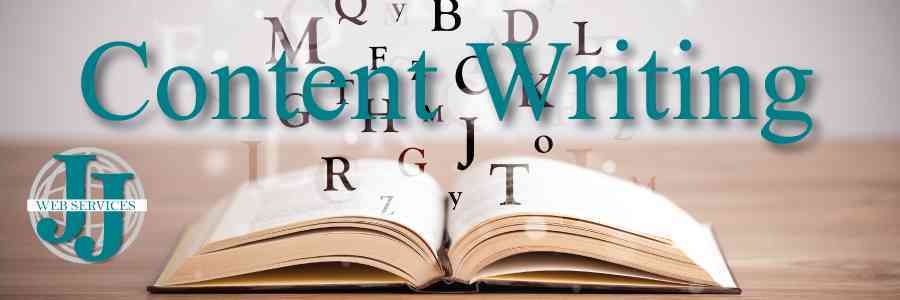 Content Writing
Q y B
M D L
F Z C K
T
G H M
J
o
R G T
Z y
JJ
WEB SERVICES